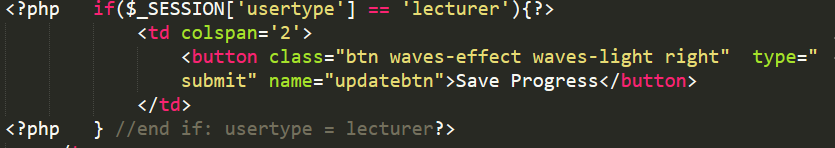 <?php   if($_SESSION['usertype'] == 'lecturer'){?>
<td colspan='2'>
<button class="btn waves-effect waves-light right"  type="
submit" name="updatebtn">Save Progress</button>
</td>
<?php   } //end if: usertype = lecturer?>